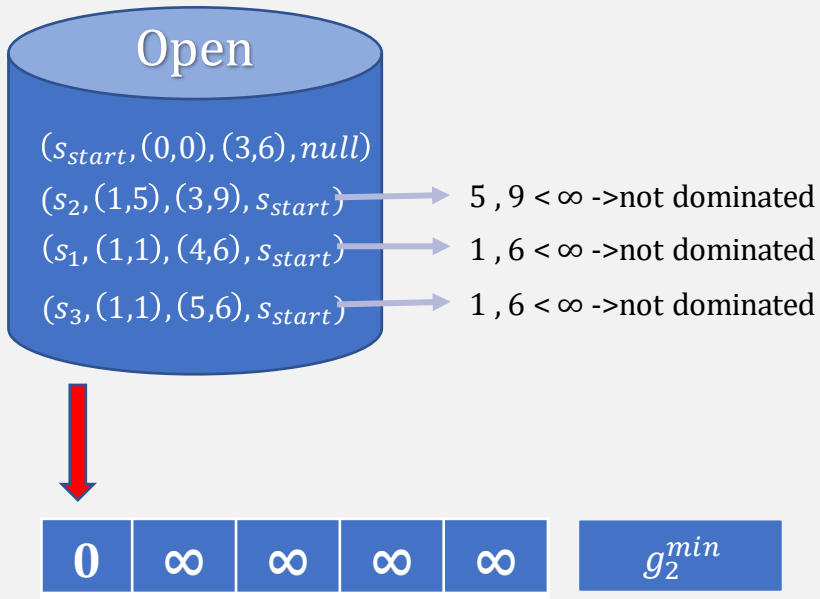 Open
(s_start, (0,0), (3,6), null)
(s_2, (1,5), (3,9), s_start) 5 , 9 < ∞ ->not dominated
(s_1, (1,1), (4,6), s_start) 1 , 6 < ∞ ->not dominated
(s_3, (1,1), (5,6), s_start) 1 , 6 < ∞ ->not dominated
0 ∞ ∞ ∞ ∞ g_2^min